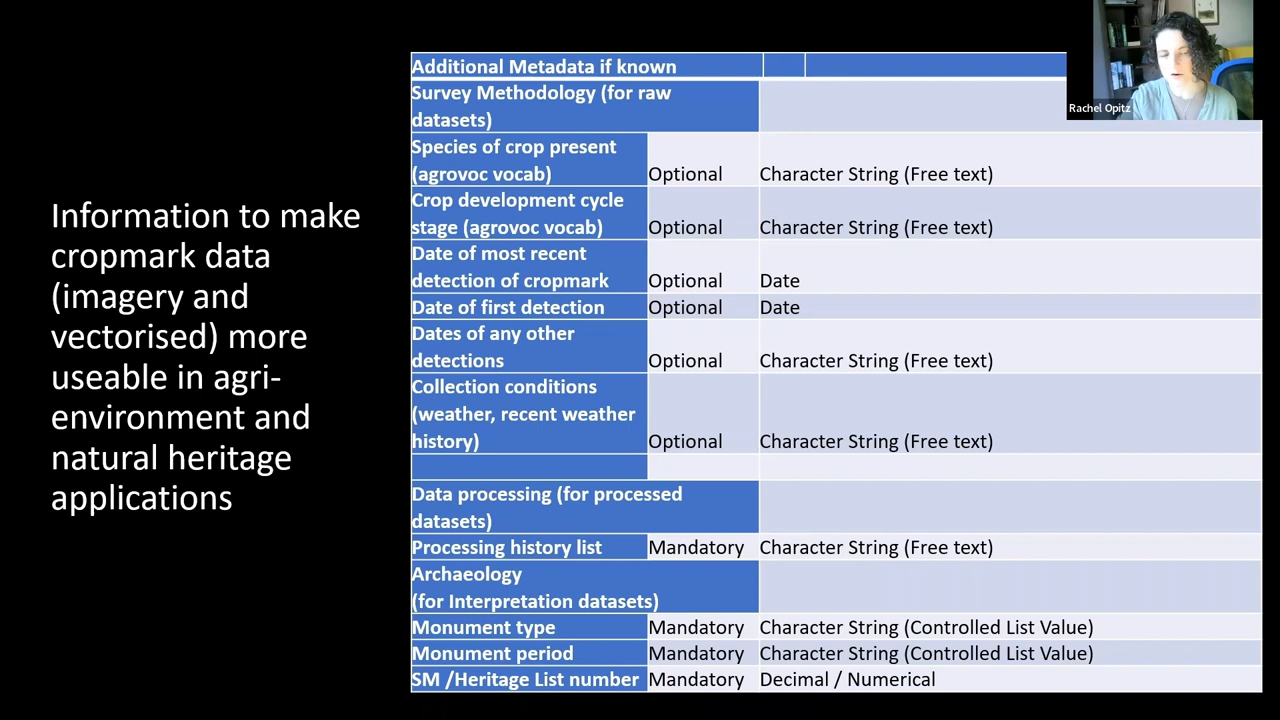 Rachel Opitz
Information to make
cropmark data
(imagery and
vectorised) more
useable in agri-
environment and
natural heritage
applications
Additional Metadata if known
Survey Methodology (for raw
datasets)
Species of crop present
(agrovoc vocab) Optional Character String (Free text)
Crop development cycle
stage (agrovoc vocab) Optional Character String (Free text)
Date of most recent
detection of cropmark Optional Date
Date of first detection Optional Date
Dates of any other
detections Optional Character String (Free text)
Collection conditions
(weather, recent weather
history) Optional Character String (Free text)
Data processing (for processed
datasets)
Processing history list Mandatory Character String (Free text)
Archaeology
(for Interpretation datasets)
Monument type Mandatory Character String (Controlled List Value)
Monument period Mandatory Character String (Controlled List Value)
SM /Heritage List number Mandatory Decimal / Numerical